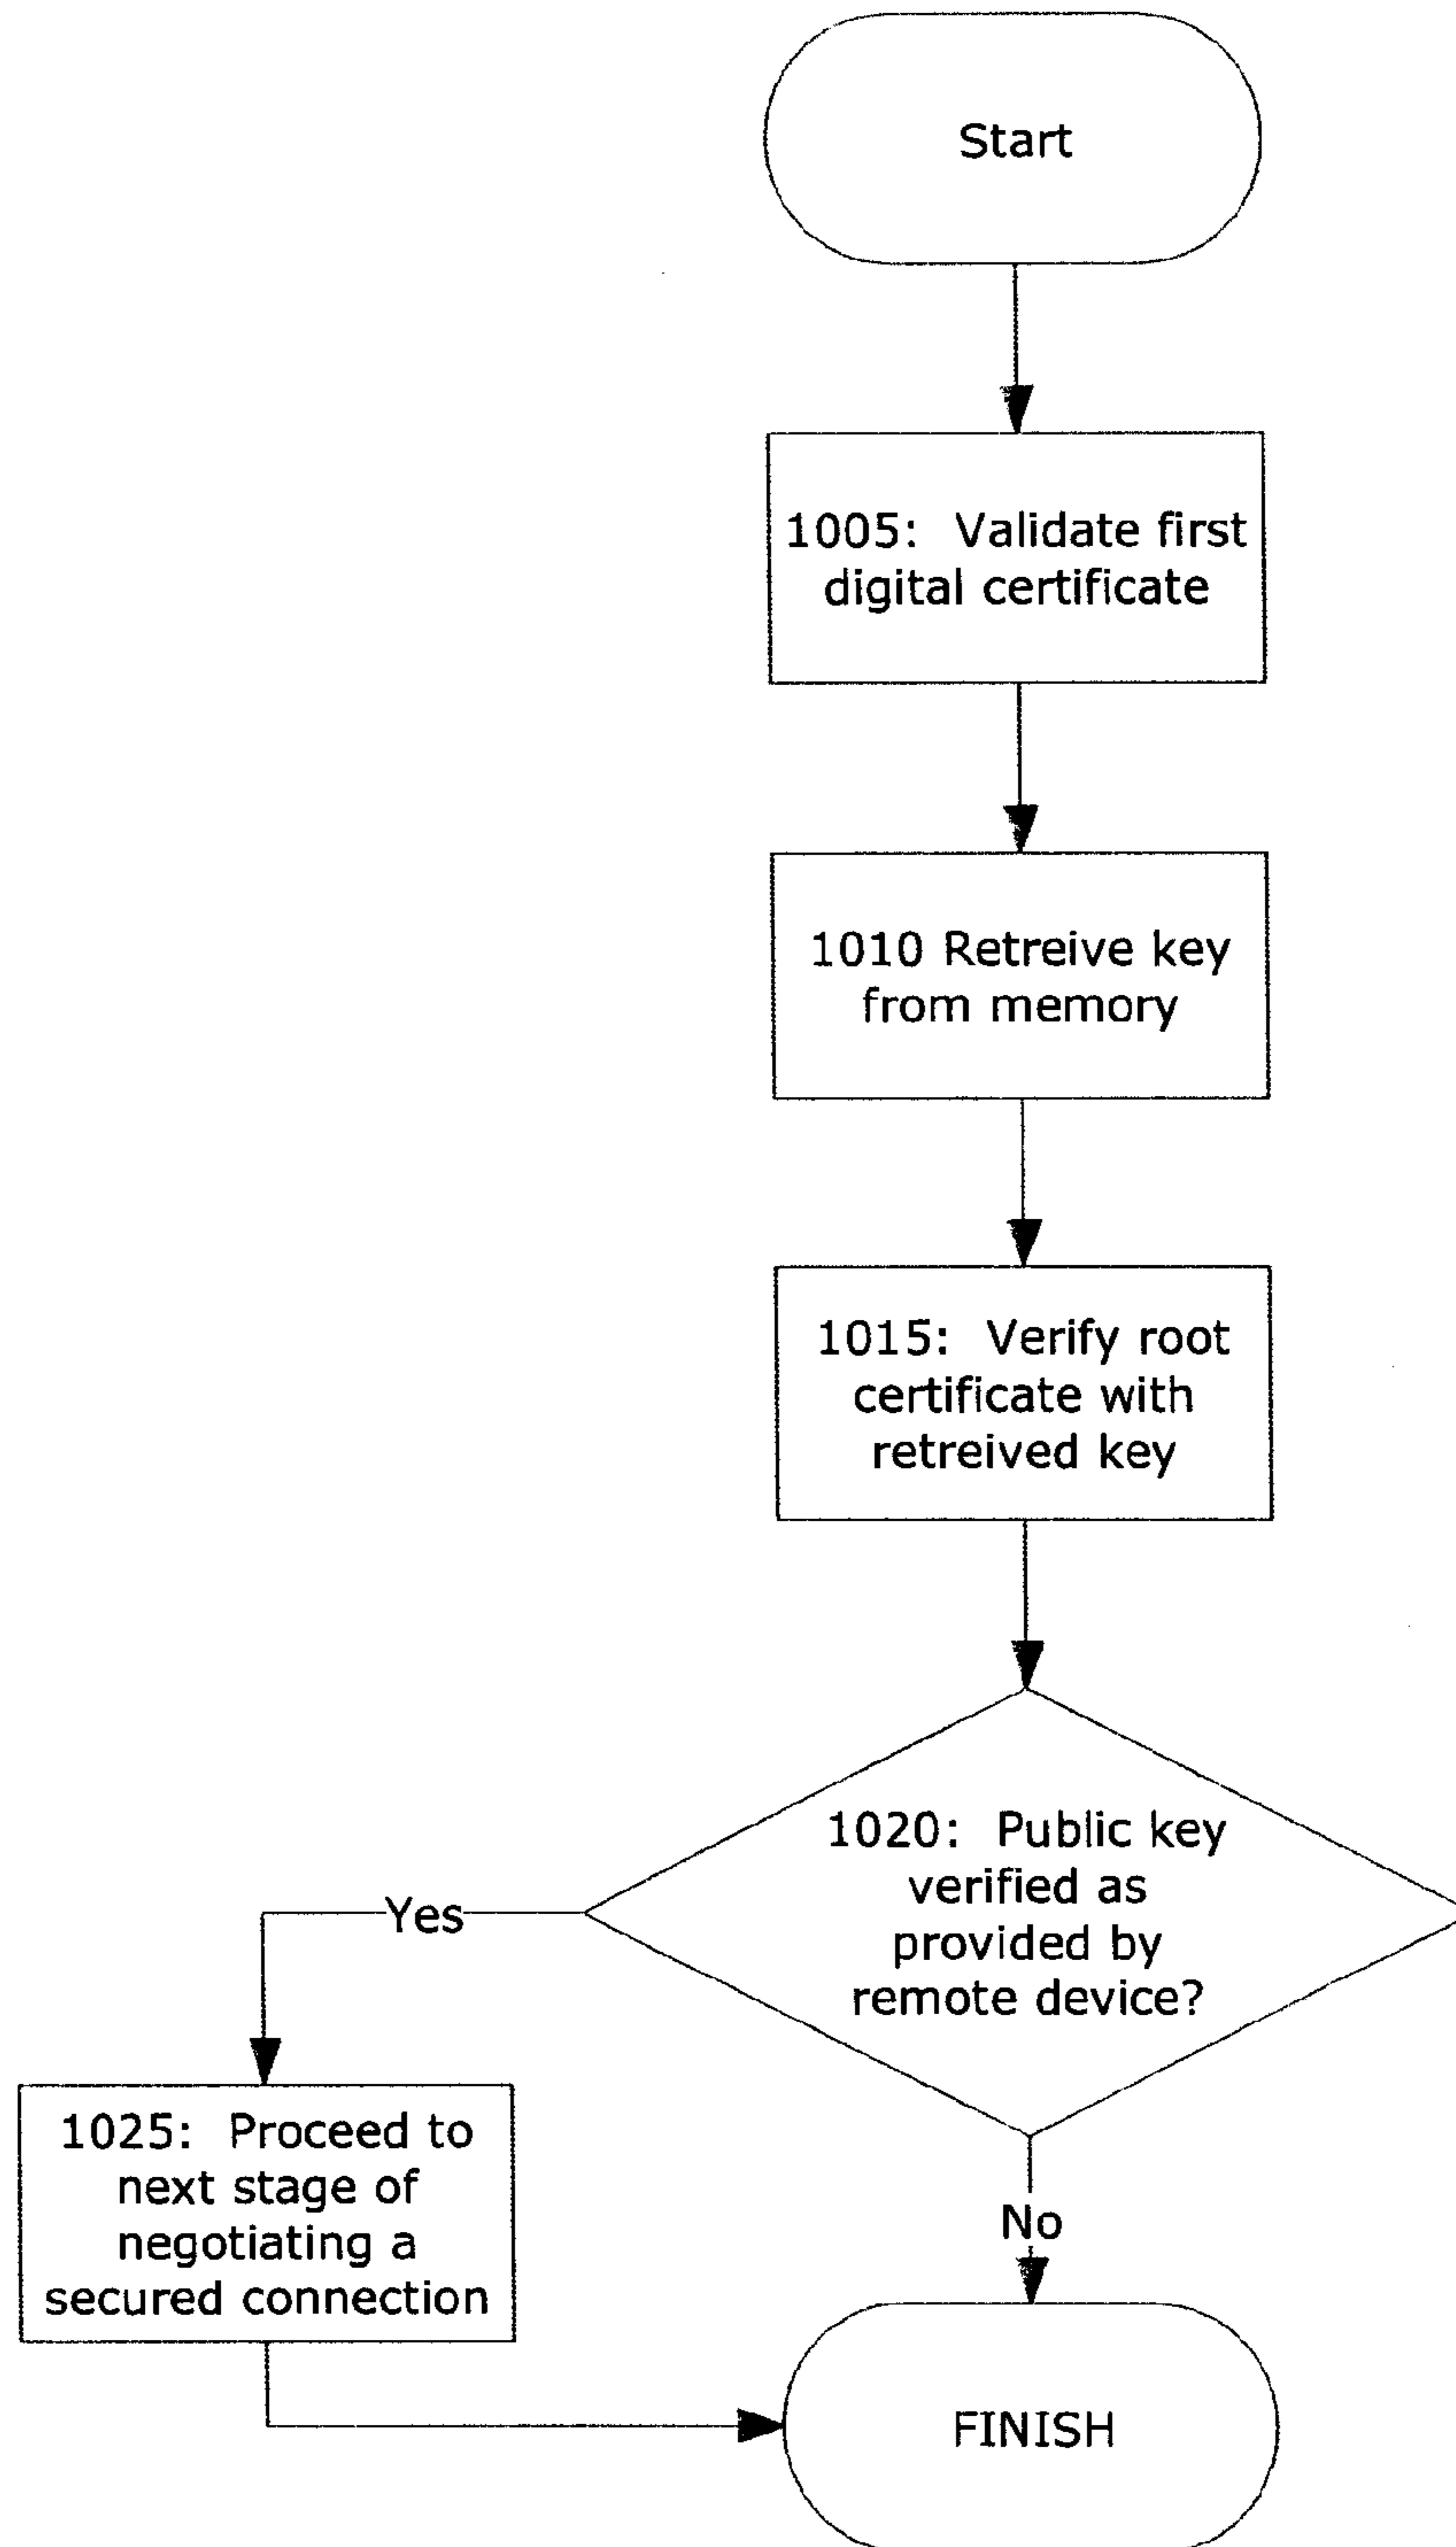 Start
1005:  Validate first
digital certificate
1010 Retreive key
from memory
1015:  Verify root
certificate with
retreived key
1020:  Public key
verified as
provided by
remote device?
Yes
1025:  Proceed to
next stage of
negotiating a
secured connection
No
FINISH